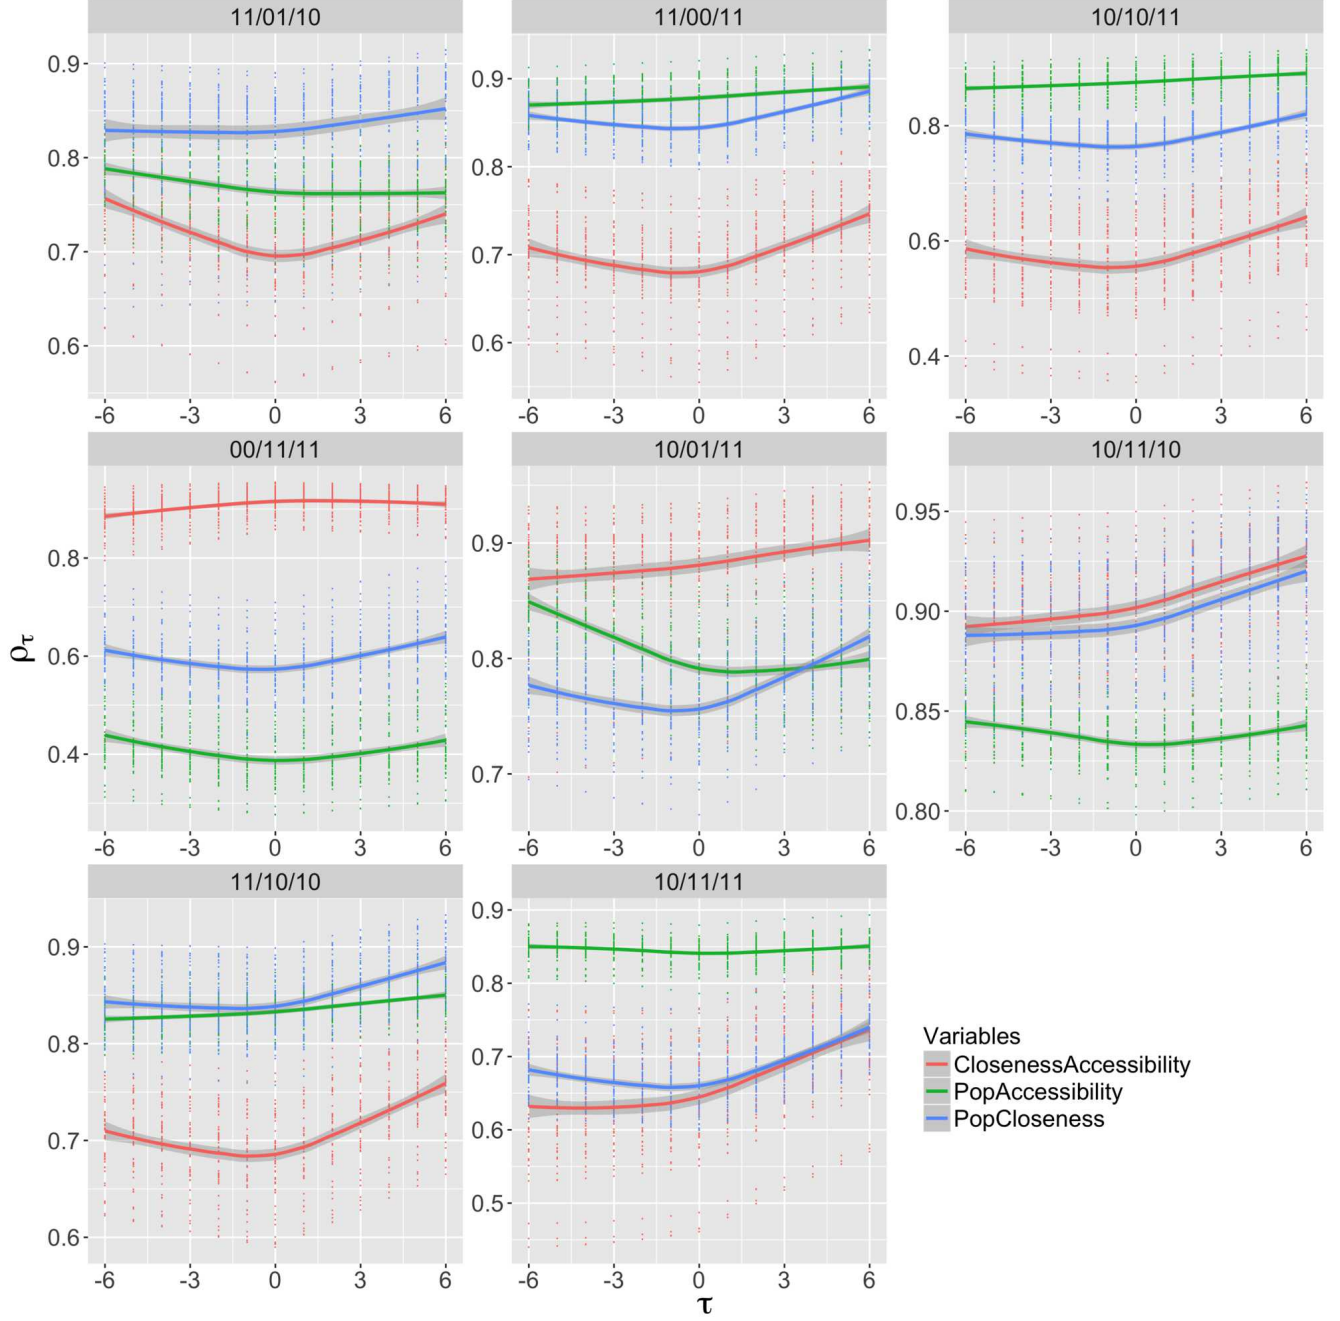 11/01/10
11/00/11
10/10/11
0.9
0.8
0.7
0.6
0.9
0.8
0.7
0.6
0.8
0.6
0.4
-6 -3 0 3 6
-6 -3 0 3 6
-6 -3 0 3 6
00/11/11
10/01/11
10/11/10
0.8
0.6
0.4
0.9
0.8
0.7
0.95
0.90
0.85
0.80
ρτ
-6 -3 0 3 6
-6 -3 0 3 6
-6 -3 0 3 6
11/10/10
10/11/11
0.9
0.8
0.7
0.6
0.9
0.8
0.7
0.6
0.5
-6 -3 0 3 6
-6 -3 0 3 6
τ
Variables
ClosenessAccessibility
PopAccessibility
PopCloseness